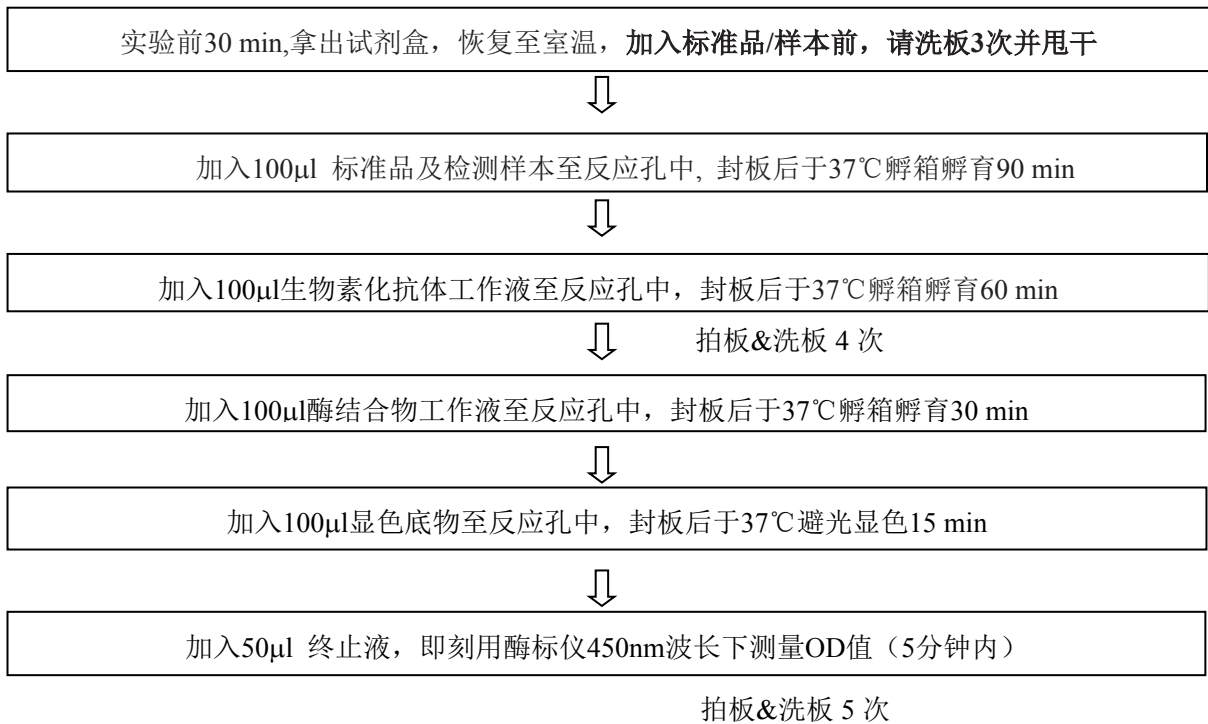 实验前30 min,拿出试剂盒，恢复至室温，加入标准品/样本前，请洗板3次并甩干
加入100μl 标准品及检测样本至反应孔中, 封板后于37℃孵箱孵育90 min
加入100μl生物素化抗体工作液至反应孔中，封板后于37℃孵箱孵育60 min
拍板&洗板 4 次
加入100μl酶结合物工作液至反应孔中，封板后于37℃孵箱孵育30 min
加入100μl显色底物至反应孔中，封板后于37℃避光显色15 min
加入50μl 终止液，即刻用酶标仪450nm波长下测量OD值（5分钟内）
拍板&洗板 5 次